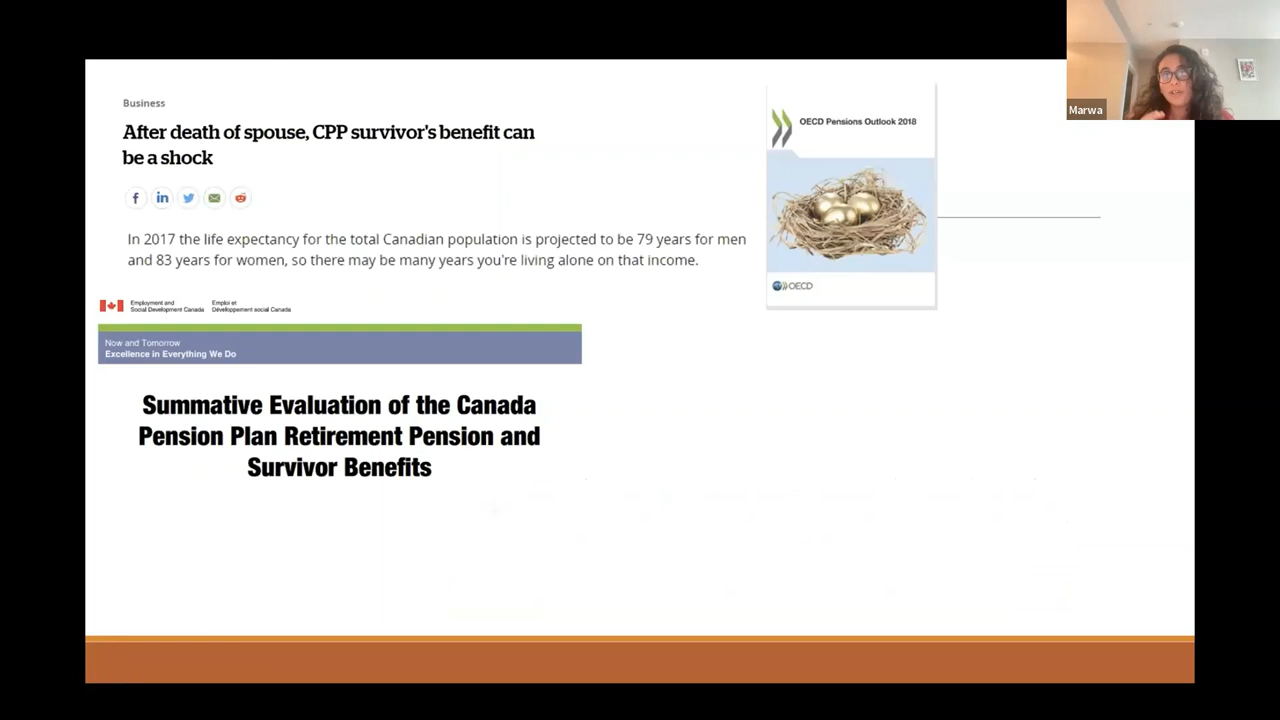 Business
After death of spouse, CPP survivor's benefit can
be a shock
f
in
In 2017 the life expectancy for the total Canadian population is projected to be 79 years for men
and 83 years for women, so there may be many years you're living alone on that income.
OECD Pensions Outlook 2018
OECD
Marwa
Employment and
Social Development Canada
Emploi et
Développement social Canada
Now and Tomorrow
Excellence in Everything We Do
Summative Evaluation of the Canada
Pension Plan Retirement Pension and
Survivor Benefits